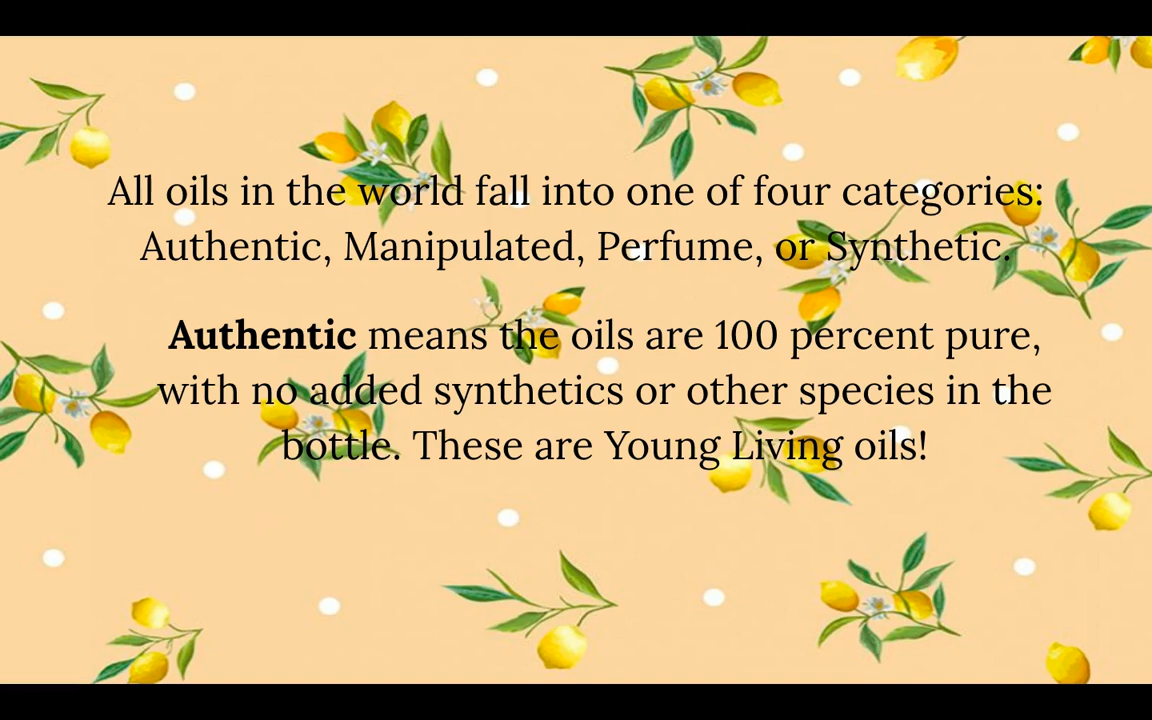 All oils in the world fall into one of four categories:
Authentic, Manipulated, Perfume, or Synthetic.
Authentic means the oils are 100 percent pure,
with no added synthetics or other species in the
bottle. These are Young Living oils!